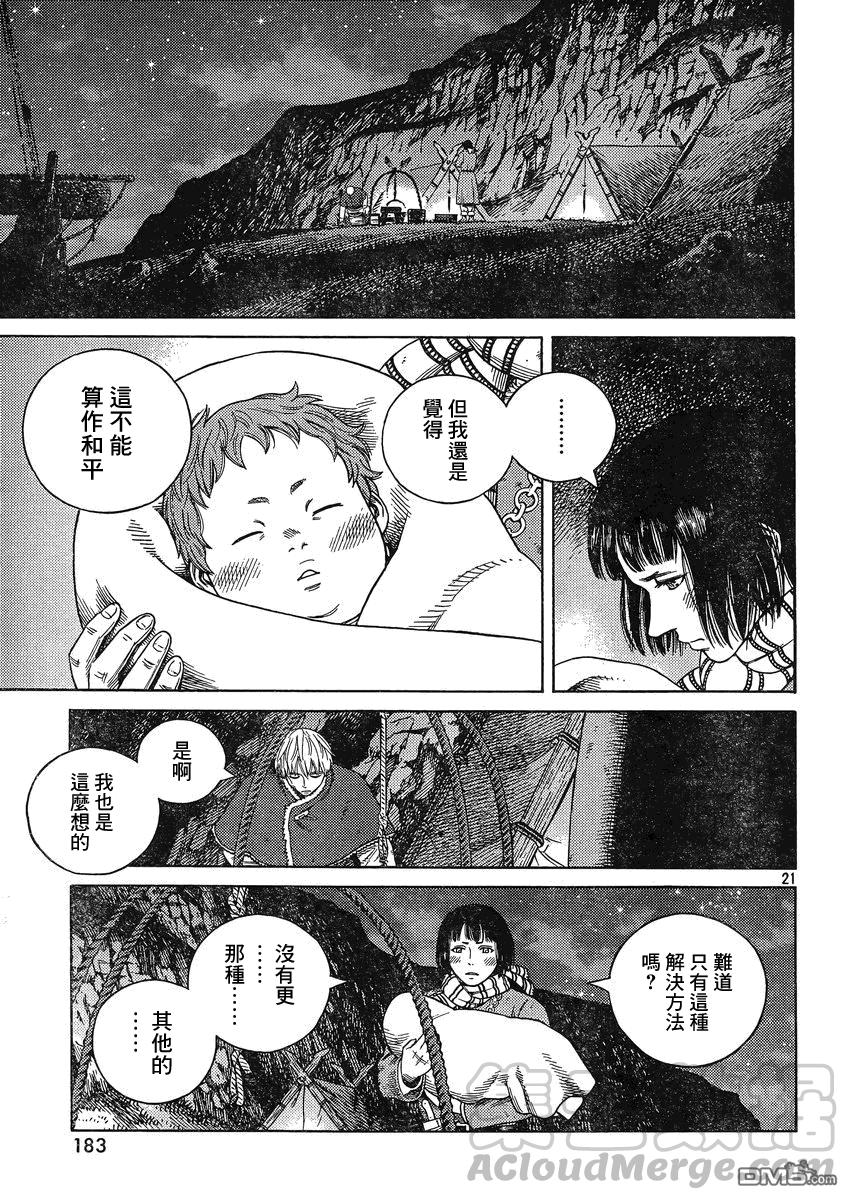 ……
但我還是
覺得
這不能
算作和平
是啊
我也是
這麼想的
21
難道
只有這種
解決方法
嗎?
沒有更
……
那種……
其他的
……
183
ACloudMerge.com